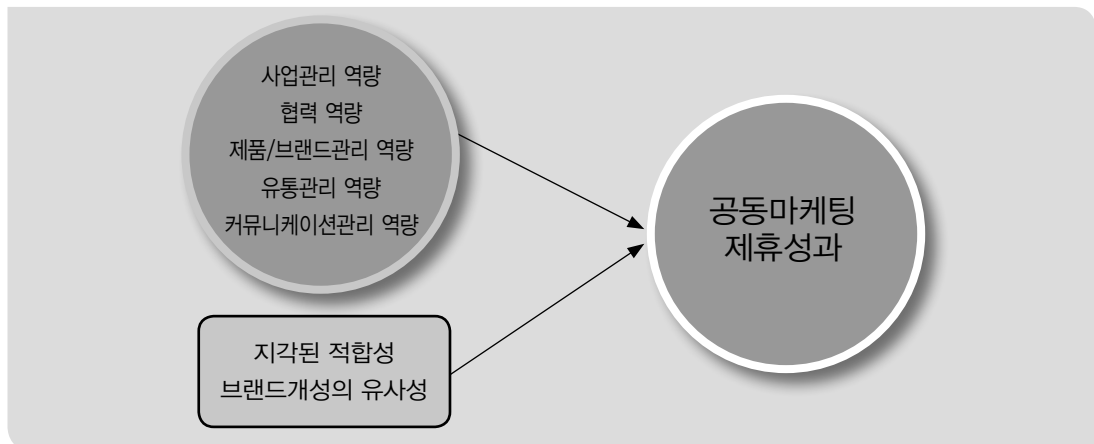 사업관리 역량
협력 역량
제품/브랜드관리 역량
유통관리 역량
커뮤니케이션관리 역량
공동마케팅
제휴성과
지각된 적합성
브랜드개성의 유사성